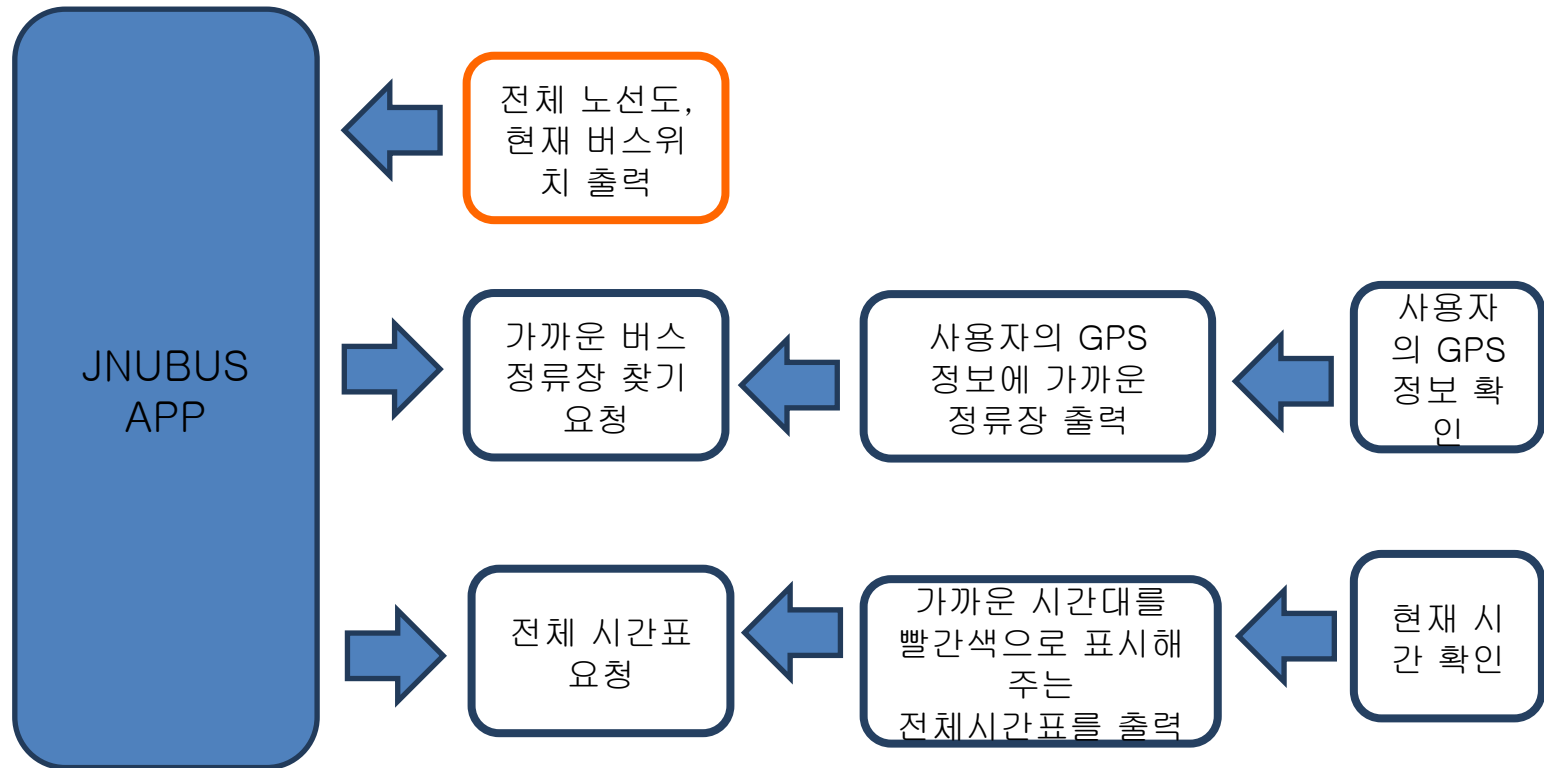 JNUBUS
APP
전체 노선도,
현재 버스위
치 출력
가까운 버스
정류장 찾기
요청
사용자의 GPS
정보에 가까운
정류장 출력
사용자
의 GPS
정보 확
인
전체 시간표
요청
가까운 시간대를
빨간색으로 표시해
주는
전체시간표를 출력
현재 시
간 확인